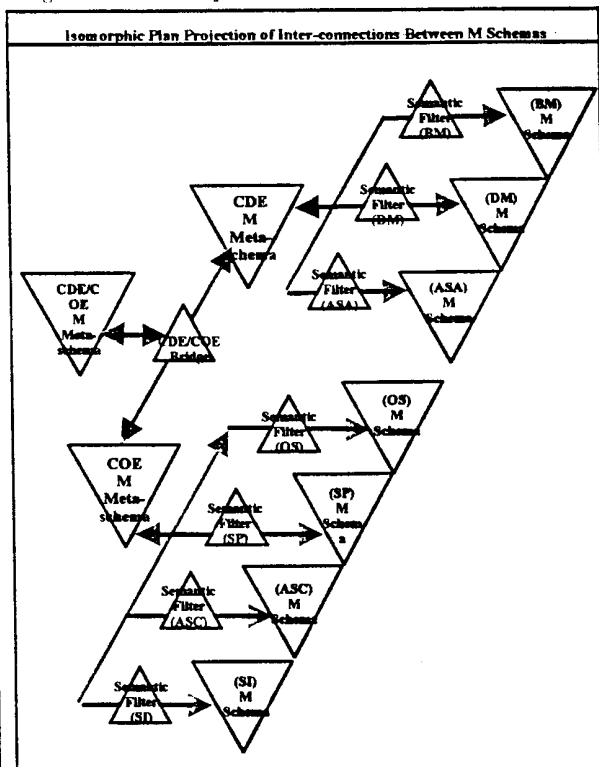 Isomorphic Plan Projection of Inter-connections Between M Schemas
Semantic
Filter
(BM)
(BM)
M
Schema
CDE
M
Meta-
schema
Semantic
Filter
(DM)
(DM)
M
Schema
Semantic
Filter
(ASA)
(ASA)
M
Schema
CDE/C
OE
M
Meta-
schema
CDE/COE
Bridge
Semantic
Filter
(OS)
(OS)
M
Schema
COE
M
Meta-
schema
Semantic
Filter
(SP)
(SP)
M
Schem
a
Semantic
Filter
(ASC)
(ASC)
M
Schema
Semantic
Filter
(SI)
(SI)
M
Schema